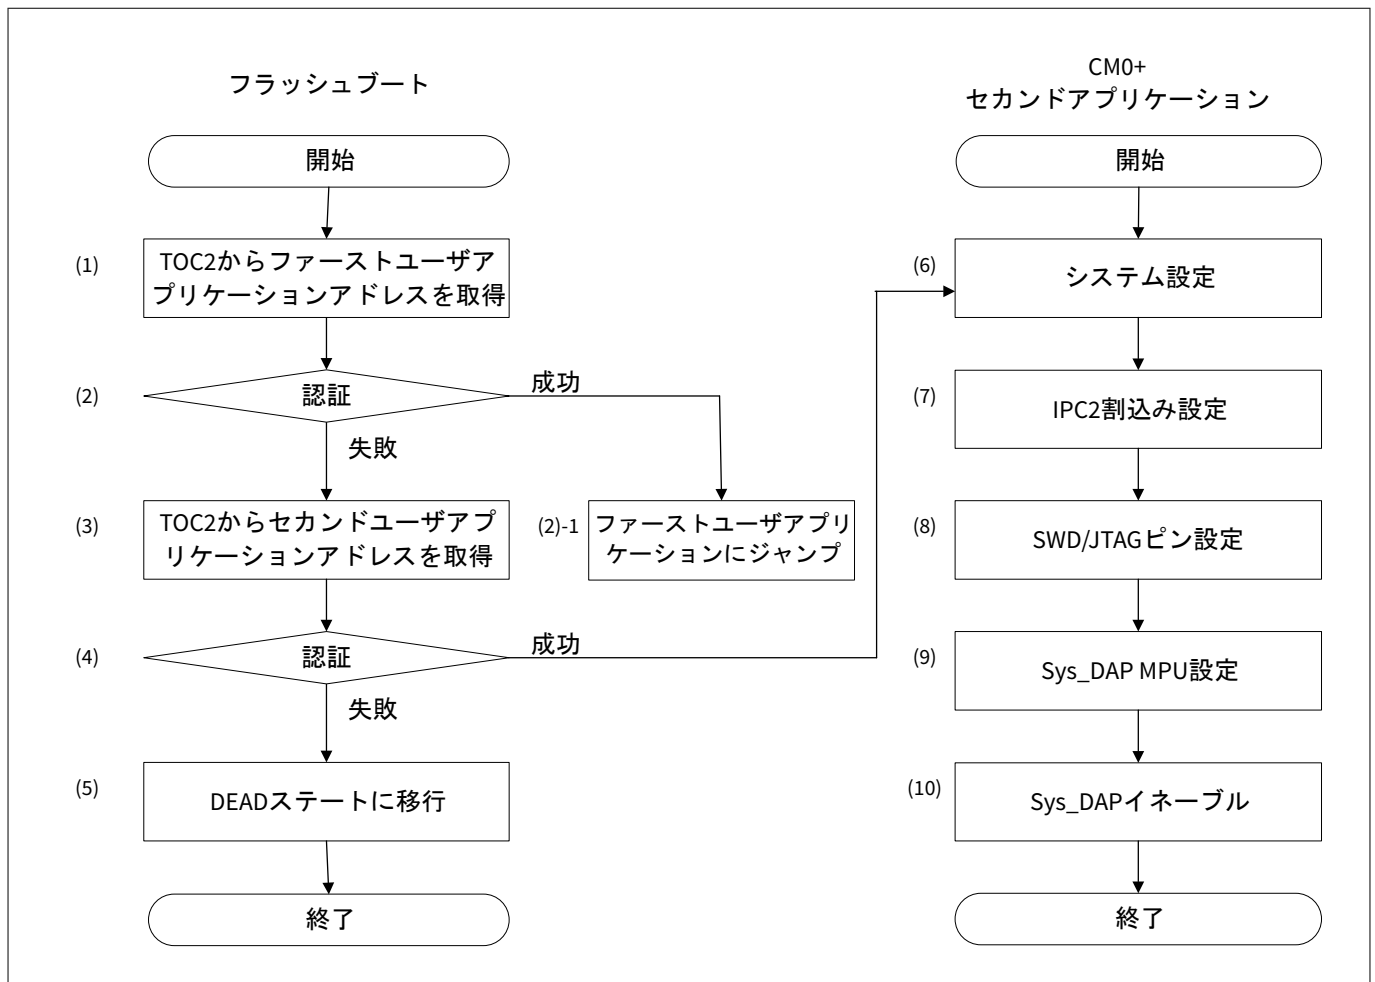 フラッシュブート
開始
(1)
TOC2からファーストユーザア
プリケーションアドレスを取得
(2)
認証
成功
失敗
(3)
TOC2からセカンドユーザアプ
リケーションアドレスを取得
(2)-1
ファーストユーザアプリ
ケーションにジャンプ
(4)
認証
成功
失敗
(5)
DEADステートに移行
終了
CM0+
セカンドアプリケーション
開始
(6)
システム設定
(7)
IPC2割込み設定
(8)
SWD/JTAGピン設定
(9)
Sys_DAP MPU設定
(10)
Sys_DAPイネーブル
終了